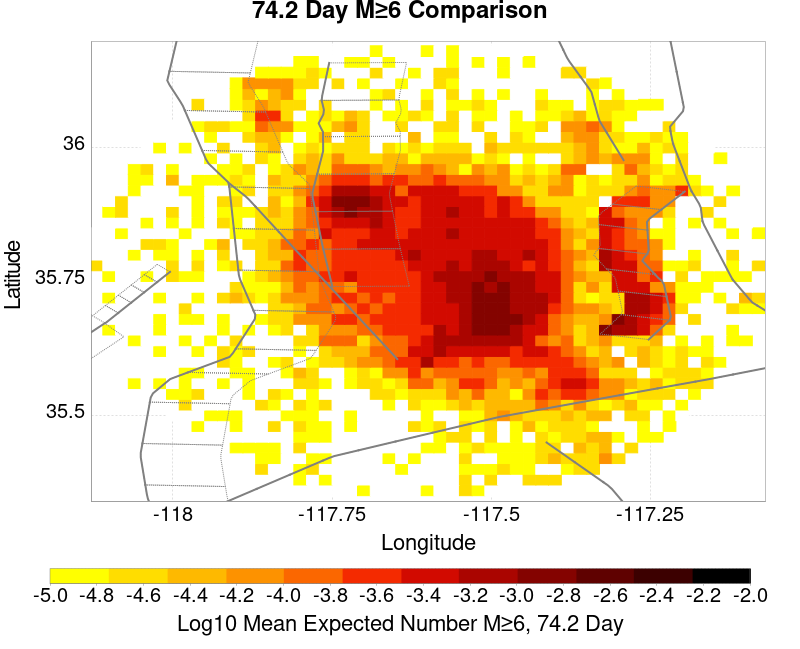 74.2 Day M≥6 Comparison
36
35.75
35.5
Latitude
-118 -117.75 -117.5 -117.25
Longitude
-5.0 -4.8 -4.6 -4.4 -4.2 -4.0 -3.8 -3.6 -3.4 -3.2 -3.0 -2.8 -2.6 -2.4 -2.2 -2.0
Log10 Mean Expected Number M≥6, 74.2 Day